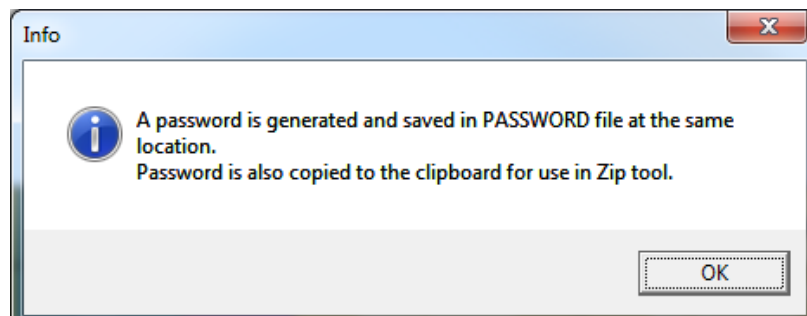 Info
A password is generated and saved in PASSWORD file at the same
location.
Password is also copied to the clipboard for use in Zip tool.
OK